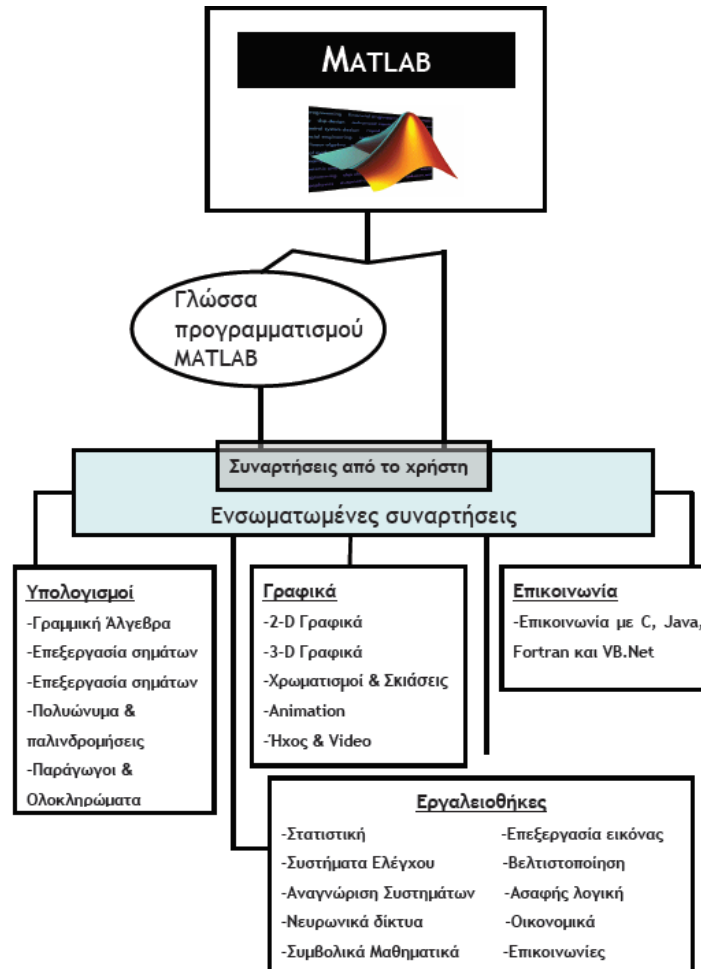 MATLAB
Γλώσσα
προγραμματισμού
MATLAB
Συναρτήσεις από το χρήστη
Ενσωματωμένες συναρτήσεις
Υπολογισμοί
-Γραμμική Άλγεβρα
-Επεξεργασία σημάτων
-Επεξεργασία σημάτων
-Πολυώνυμα &
παλινδρομήσεις
-Παράγωγοι &
Ολοκληρώματα
Γραφικά
-2-D Γραφικά
-3-D Γραφικά
-Χρωματισμοί & Σκιάσεις
-Animation
-Ήχος & Video
Επικοινωνία
-Επικοινωνία με C, Java,
Fortran και VB.Net
Εργαλειοθήκες
-Στατιστική
-Συστήματα Ελέγχου
-Αναγνώριση Συστημάτων
-Νευρωνικά δίκτυα
-Συμβολικά Μαθηματικά
-Επεξεργασία εικόνας
-Βελτιστοποίηση
-Ασαφής λογική
-Οικονομικά
-Επικοινωνίες